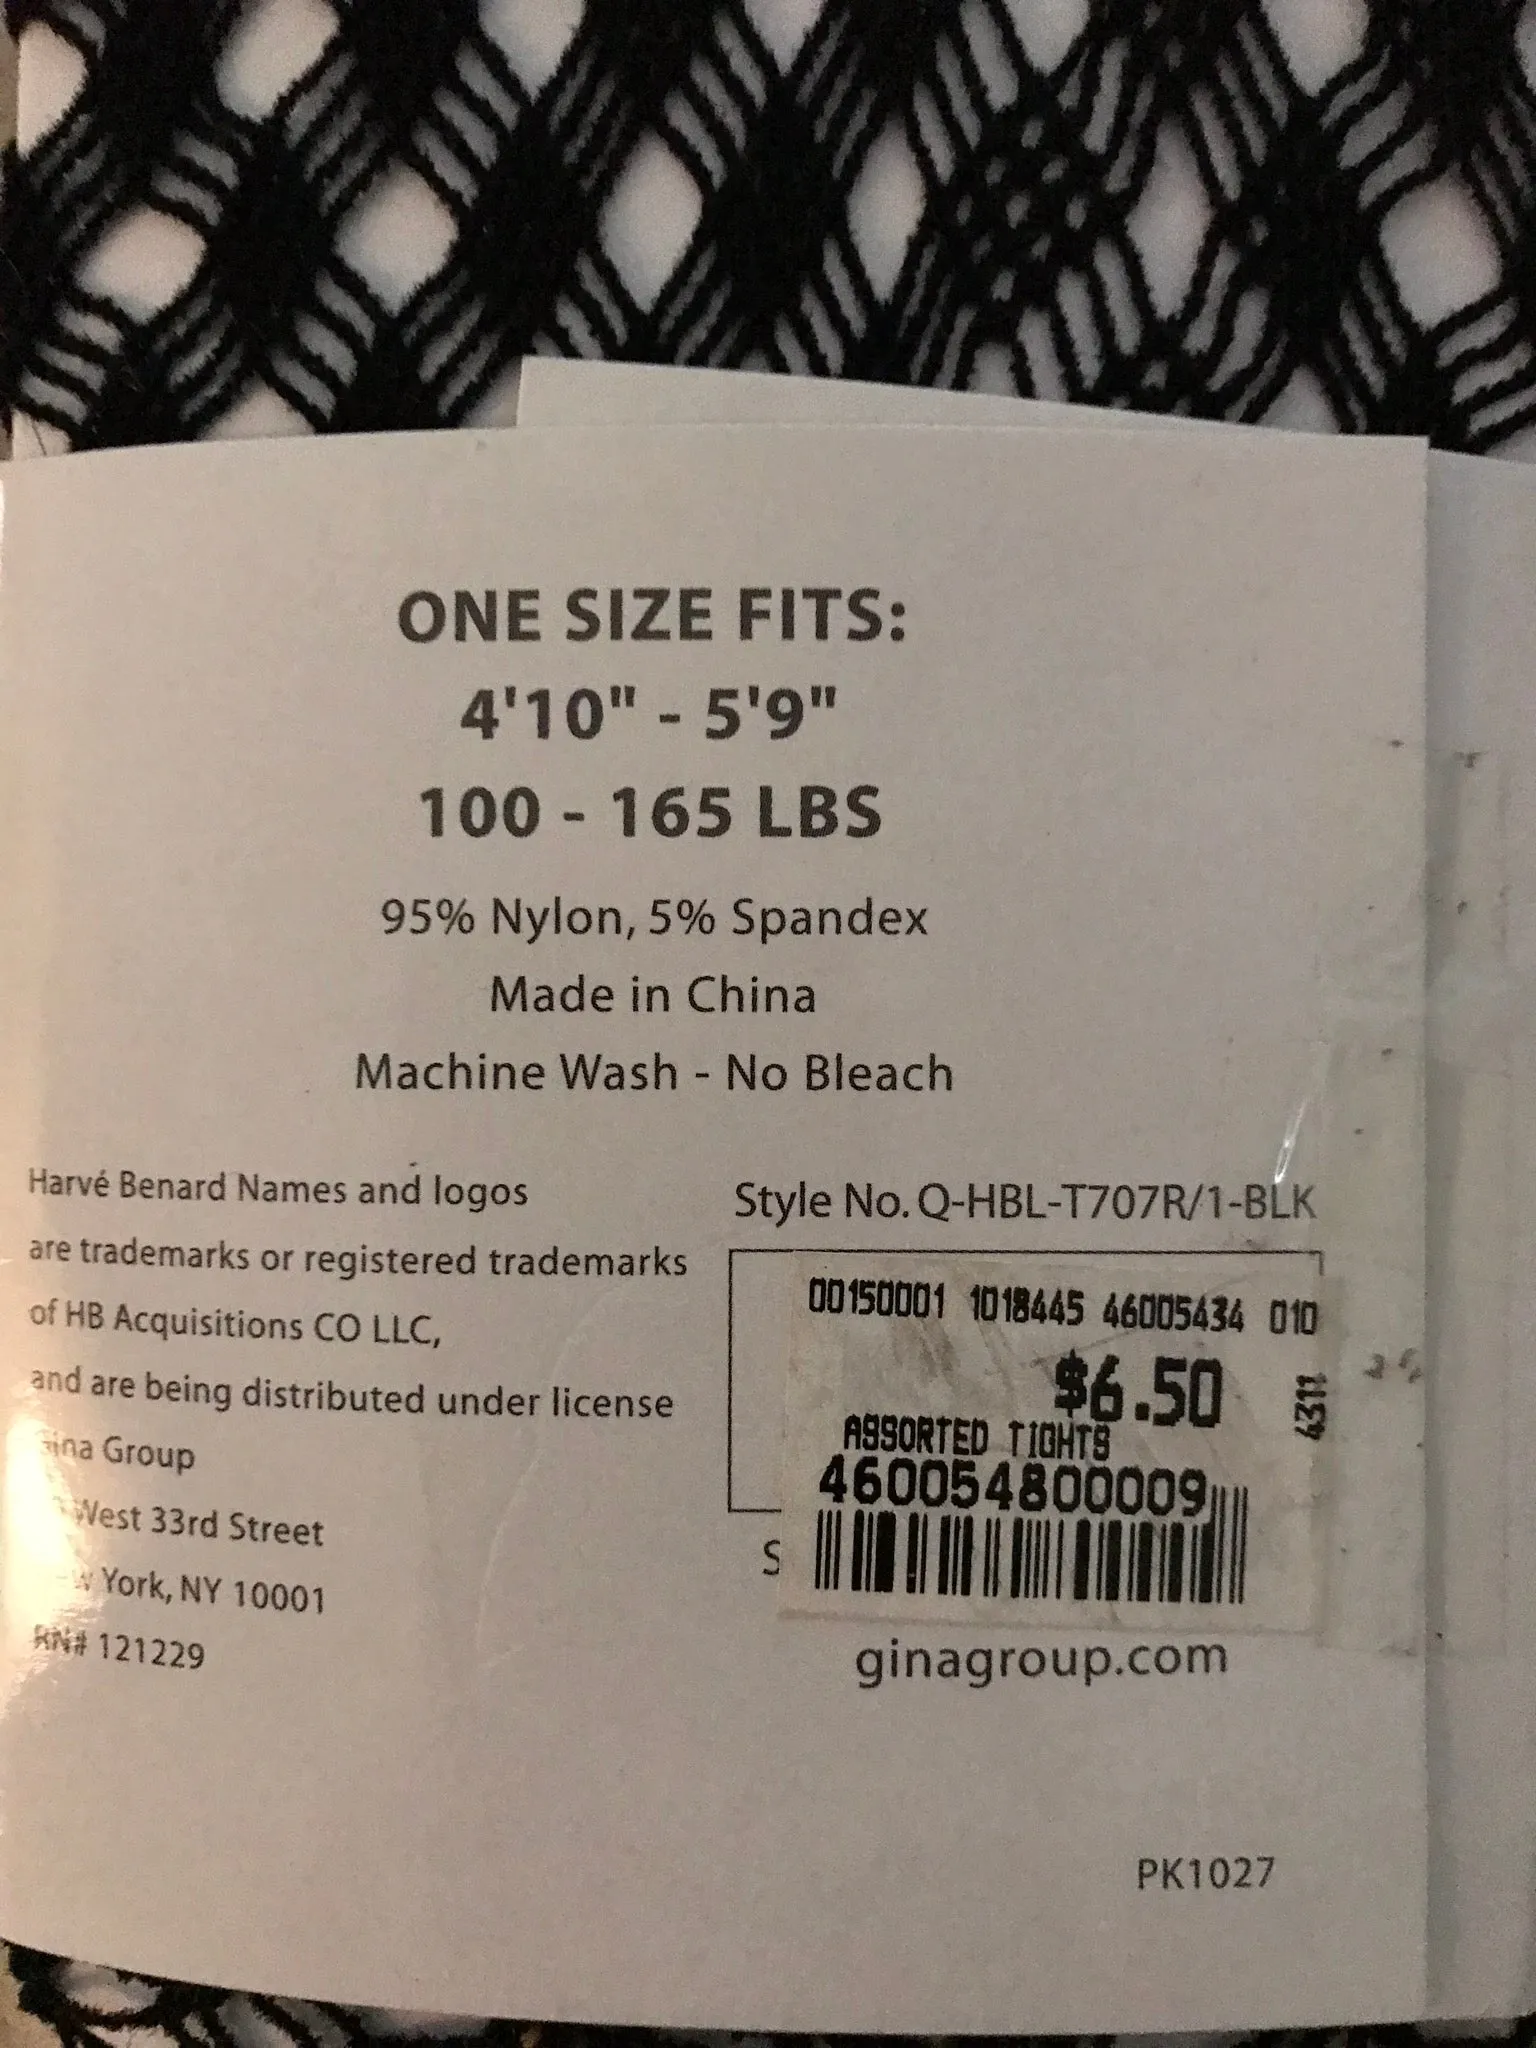 ONE SIZE FITS:
4'10" - 5'9"
100 - 165 LBS
95% Nylon, 5% Spandex
Made in China
Machine Wash - No Bleach
Harvé Benard Names and logos
are trademarks or registered trademarks
of HB Acquisitions CO LLC,
and are being distributed under license
Gina Group
West 33rd Street
York, NY 10001
RN# 121229
Style No. Q-HBL-T707R/1-BLK
00150001 1018445 46005434 010
$6.50
4311
ASSORTED TIGHTS
460054800009
ginagroup.com
PK1027